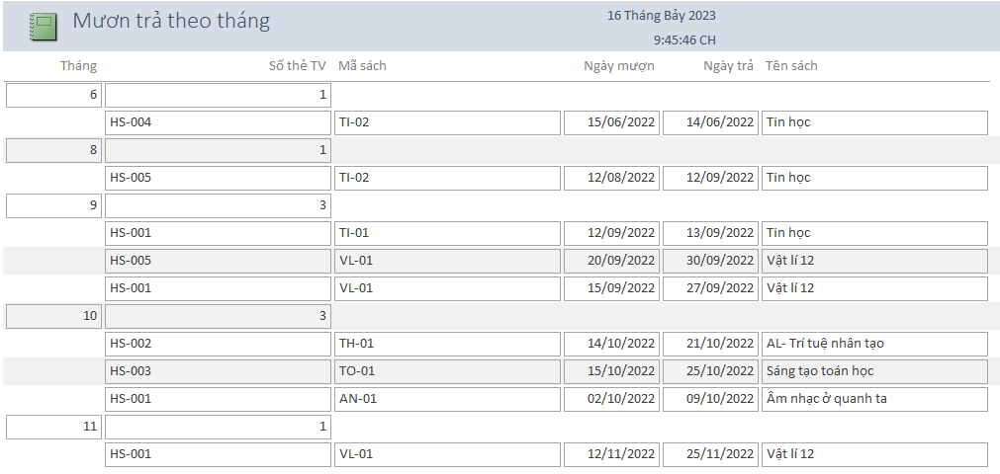 Mươn trả theo tháng
16 Tháng Bảy 2023
9:45:46 CH
Tháng Số thẻ TV Mã sách Ngày mượn Ngày trả Tên sách
6 1
HS-004 TI-02 15/06/2022 14/06/2022 Tin học
8 1
HS-005 TI-02 12/08/2022 12/09/2022 Tin học
9 3
HS-001 TI-01 12/09/2022 13/09/2022 Tin học
HS-005 VL-01 20/09/2022 30/09/2022 Vật lí 12
HS-001 VL-01 15/09/2022 27/09/2022 Vật lí 12
10 3
HS-002 TH-01 14/10/2022 21/10/2022 AL- Trí tuệ nhân tạo
HS-003 TO-01 15/10/2022 25/10/2022 Sáng tạo toán học
HS-001 AN-01 02/10/2022 09/10/2022 Âm nhạc ở quanh ta
11 1
HS-001 VL-01 12/11/2022 25/11/2022 Vật lí 12